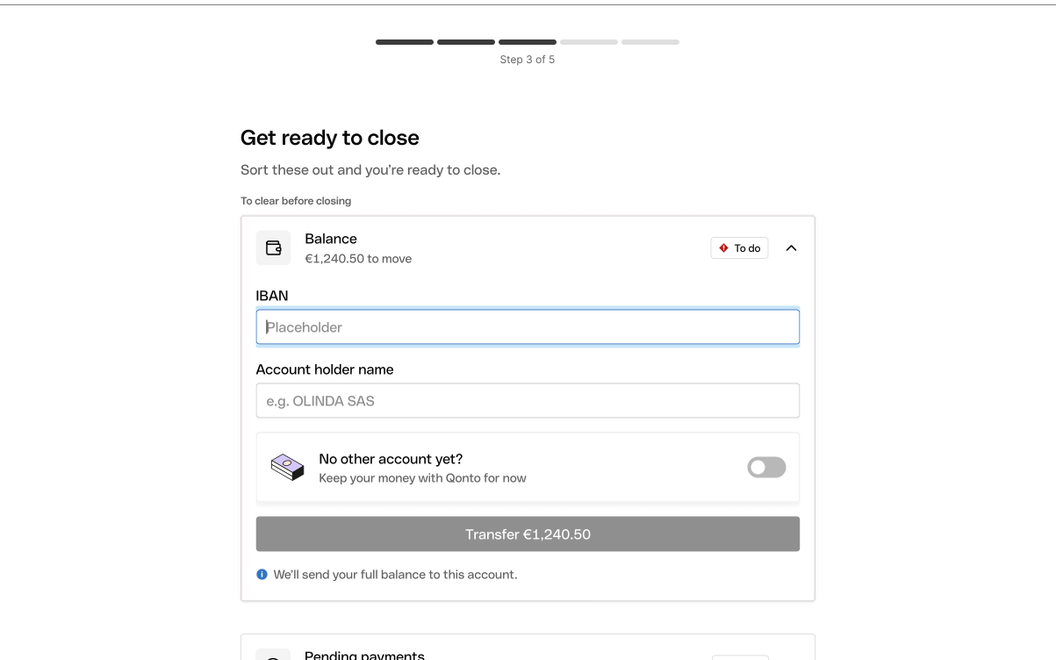 Step 3 of 5
Get ready to close
Sort these out and you're ready to close.
To clear before closing
Balance
€1,240.50 to move
To do
IBAN
Placeholder
Account holder name
e.g. OLINDA SAS
No other account yet?
Keep your money with Qonto for now
Transfer €1,240.50
We'll send your full balance to this account.
Pending payments